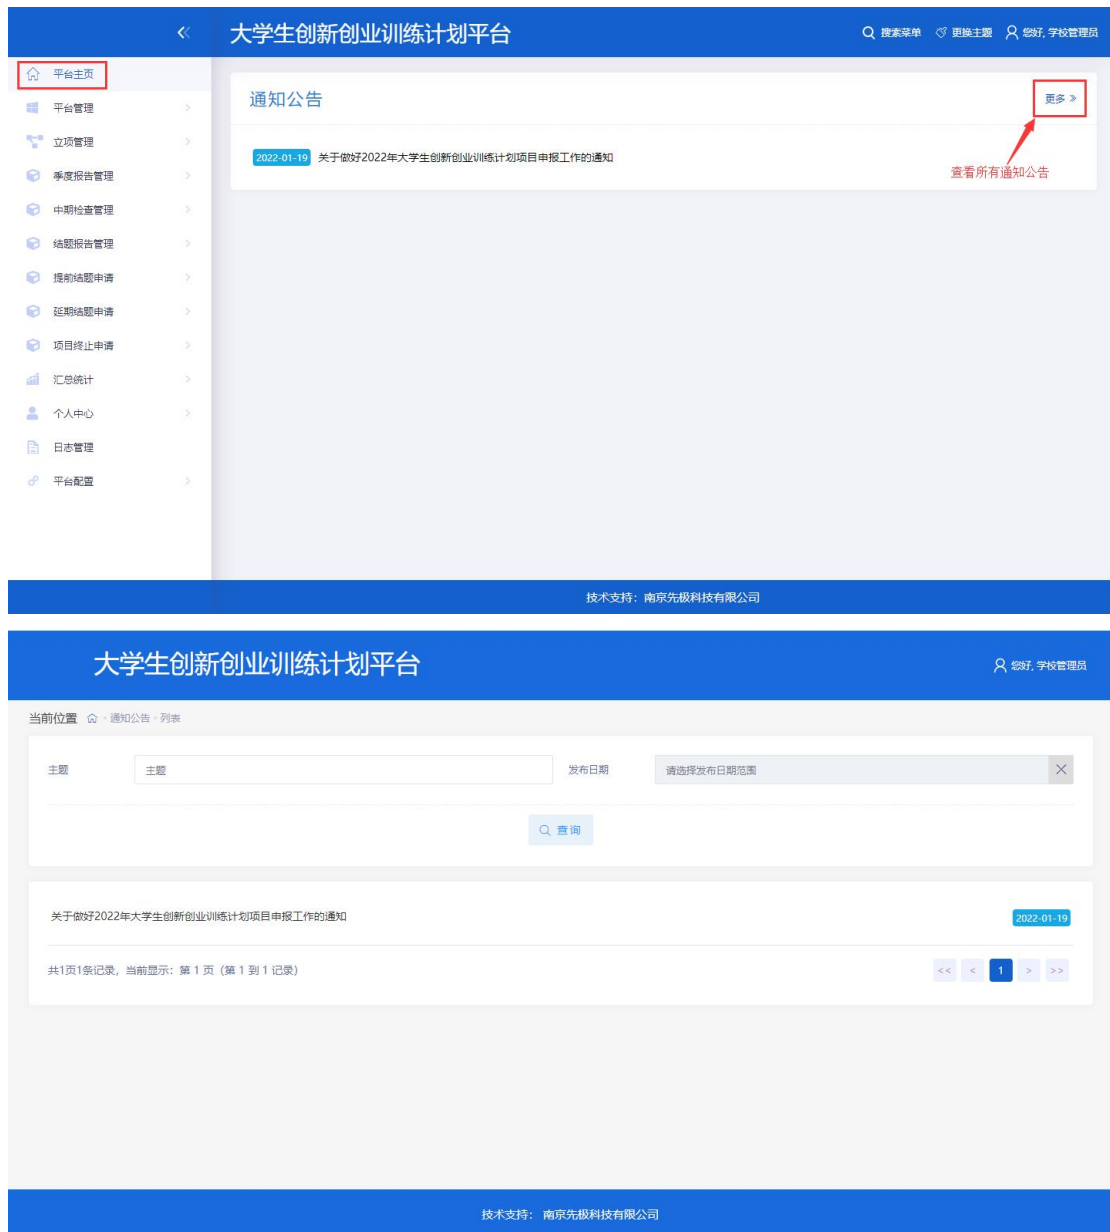 大学生创新创业训练计划平台
搜索菜单 更换主题 您好, 学校管理员
平台主页
平台管理
立项管理
季度报告管理
中期检查管理
结题报告管理
提前结题申请
延期结题申请
项目终止申请
汇总统计
个人中心
日志管理
平台配置
通知公告
更多
2022-01-19 关于做好2022年大学生创新创业训练计划项目申报工作的通知
查看所有通知公告
技术支持：南京先极科技有限公司
大学生创新创业训练计划平台
您好, 学校管理员
当前位置 通知公告 列表
主题 主题 发布日期 请选择发布日期范围
查询
关于做好2022年大学生创新创业训练计划项目申报工作的通知 2022-01-19
共1页1条记录，当前显示：第 1 页（第 1 到 1 记录） << < 1 > >>
技术支持： 南京先极科技有限公司